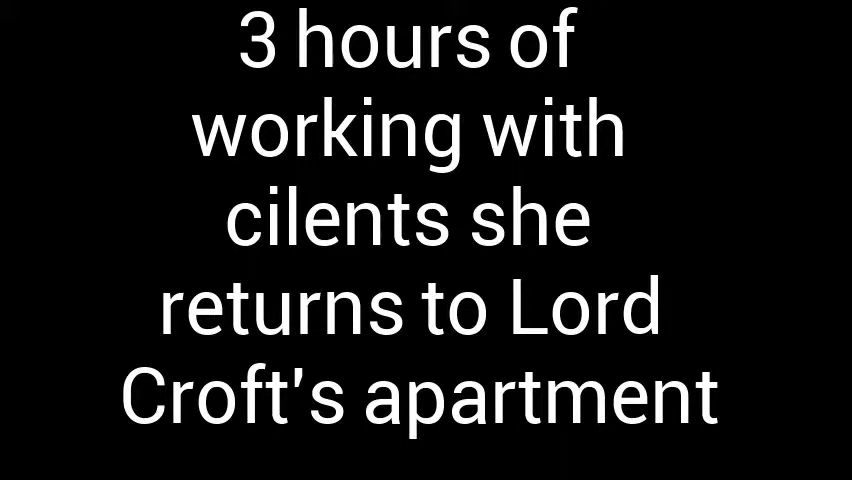 3 hours of
working with
cilents she
returns to Lord
Croft's apartment